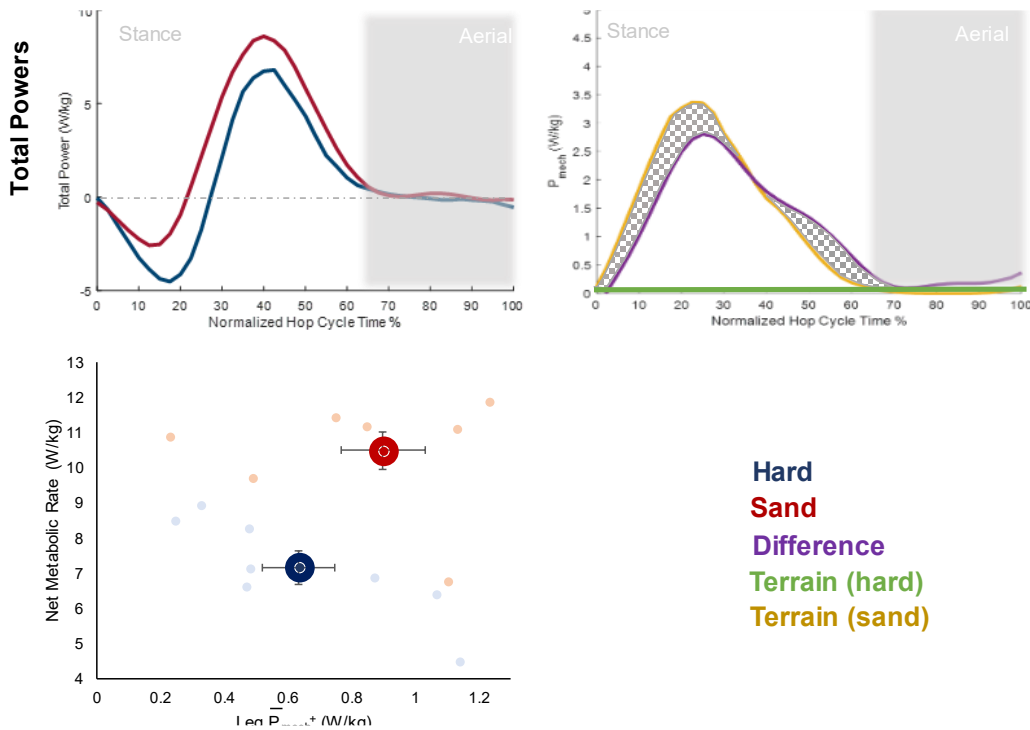 Total Powers
10
5
0
-5
Total Power (W/kg)
Stance
Aerial
0 10 20 30 40 50 60 70 80 90 100
Normalized Hop Cycle Time %
5
4.5
4
3.5
3
2.5
2
1.5
1
0.5
0
P mech (W/kg)
Stance
Aerial
0 10 20 30 40 50 60 70 80 90 100
Normalized Hop Cycle Time %
13
12
11
10
9
8
7
6
5
4
Net Metabolic Rate (W/kg)
0 0.2 0.4 0.6 0.8 1 1.2
Leg P̅mech⁺ (W/kg)
Hard
Sand
Difference
Terrain (hard)
Terrain (sand)